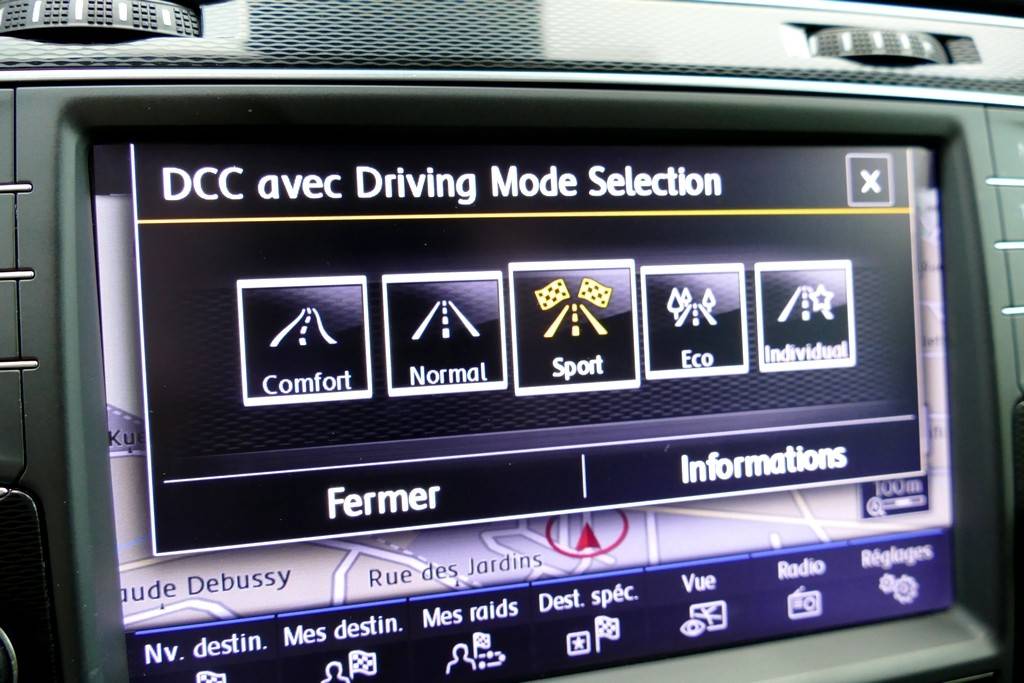 DCC avec Driving Mode Selection
x
Comfort
Normal
Sport
Eco
Individual
Fermer
Informations
100m
aude Debussy
Rue des Jardins
Nv. destin.
Mes destin.
Mes raids
Dest. spéc.
Vue
Radio
Réglages